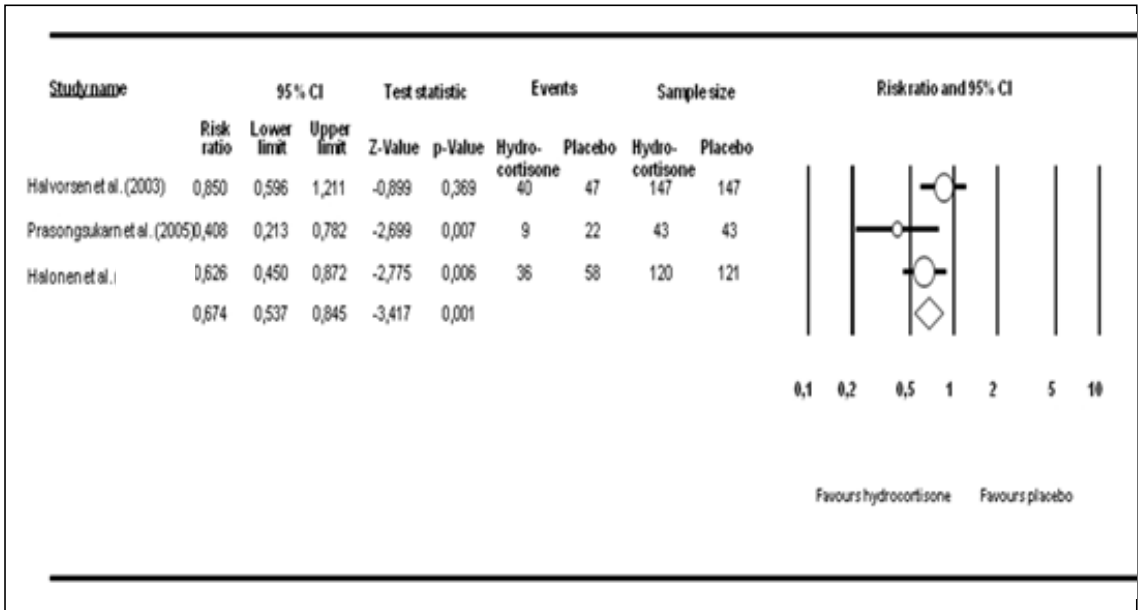 Study name 95 % CI Test statistic Events Sample size Risk ratio and 95% CI
Risk ratio Lower limit Upper limit Z-Value p-Value Hydro-cortisone Placebo Hydro-cortisone Placebo
Halvorsen et al. (2003) 0,850 0,596 1,211 -0,899 0,369 40 47 147 147
Prasongsukarn et al. (2005) 0,408 0,213 0,782 -2,699 0,007 9 22 43 43
Halonen et al. 0,626 0,450 0,872 -2,775 0,006 36 58 120 121
0,674 0,537 0,845 -3,417 0,001
0,1 0,2 0,5 1 2 5 10
Favours hydrocortisone Favours placebo